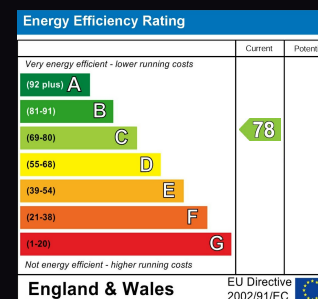 Energy Efficiency Rating
Current Potenti
Very energy efficient - lower running costs
(92 plus) A
(81-91) B
(69-80) C 78
(55-68) D
(39-54) E
(21-38) F
(1-20) G
Not energy efficient - higher running costs
England & Wales
EU Directive
2002/91/EC